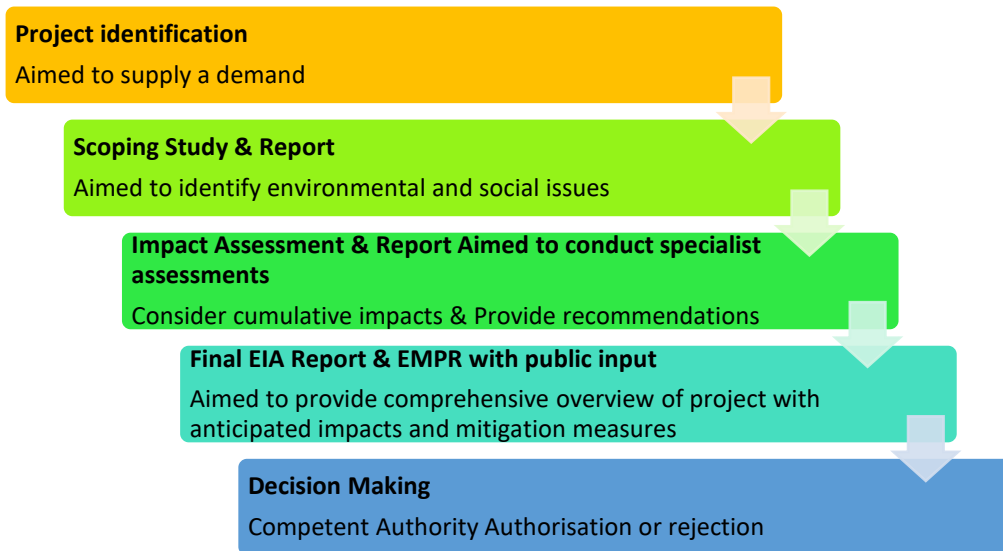 Project identification
Aimed to supply a demand
Scoping Study & Report
Aimed to identify environmental and social issues
Impact Assessment & Report Aimed to conduct specialist
assessments
Consider cumulative impacts & Provide recommendations
Final EIA Report & EMPR with public input
Aimed to provide comprehensive overview of project with
anticipated impacts and mitigation measures
Decision Making
Competent Authority Authorisation or rejection